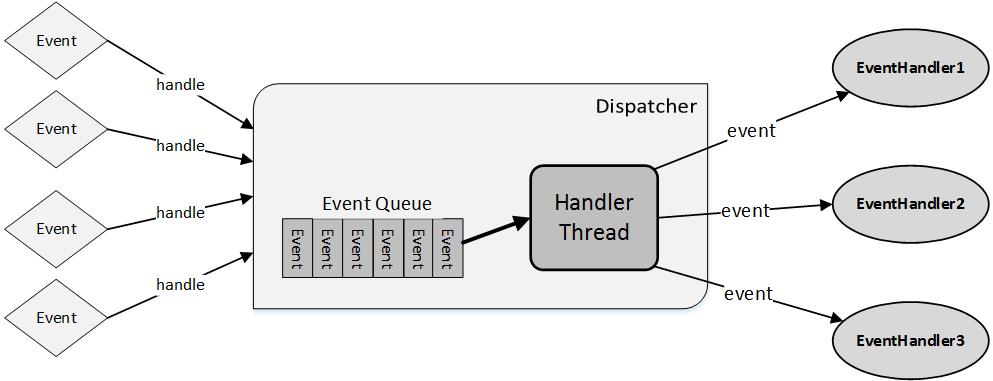 Event
handle
Event
handle
Event
handle
Event
handle
Dispatcher
Event Queue
Event
Event
Event
Event
Event
Event
Handler
Thread
event
EventHandler1
event
EventHandler2
event
EventHandler3